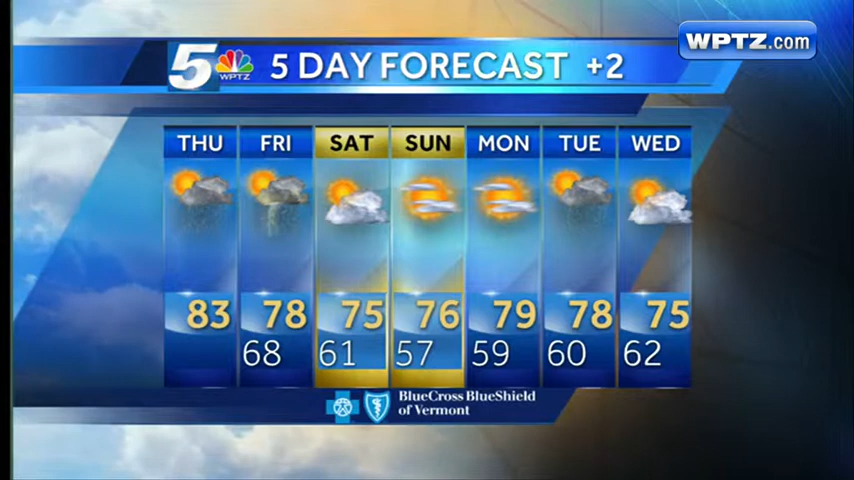 WPTZ.com
5 WPTZ 5 DAY FORECAST +2
THU FRI SAT SUN MON TUE WED
83 78 75 76 79 78 75
68 61 57 59 60 62
BlueCross BlueShield
of Vermont